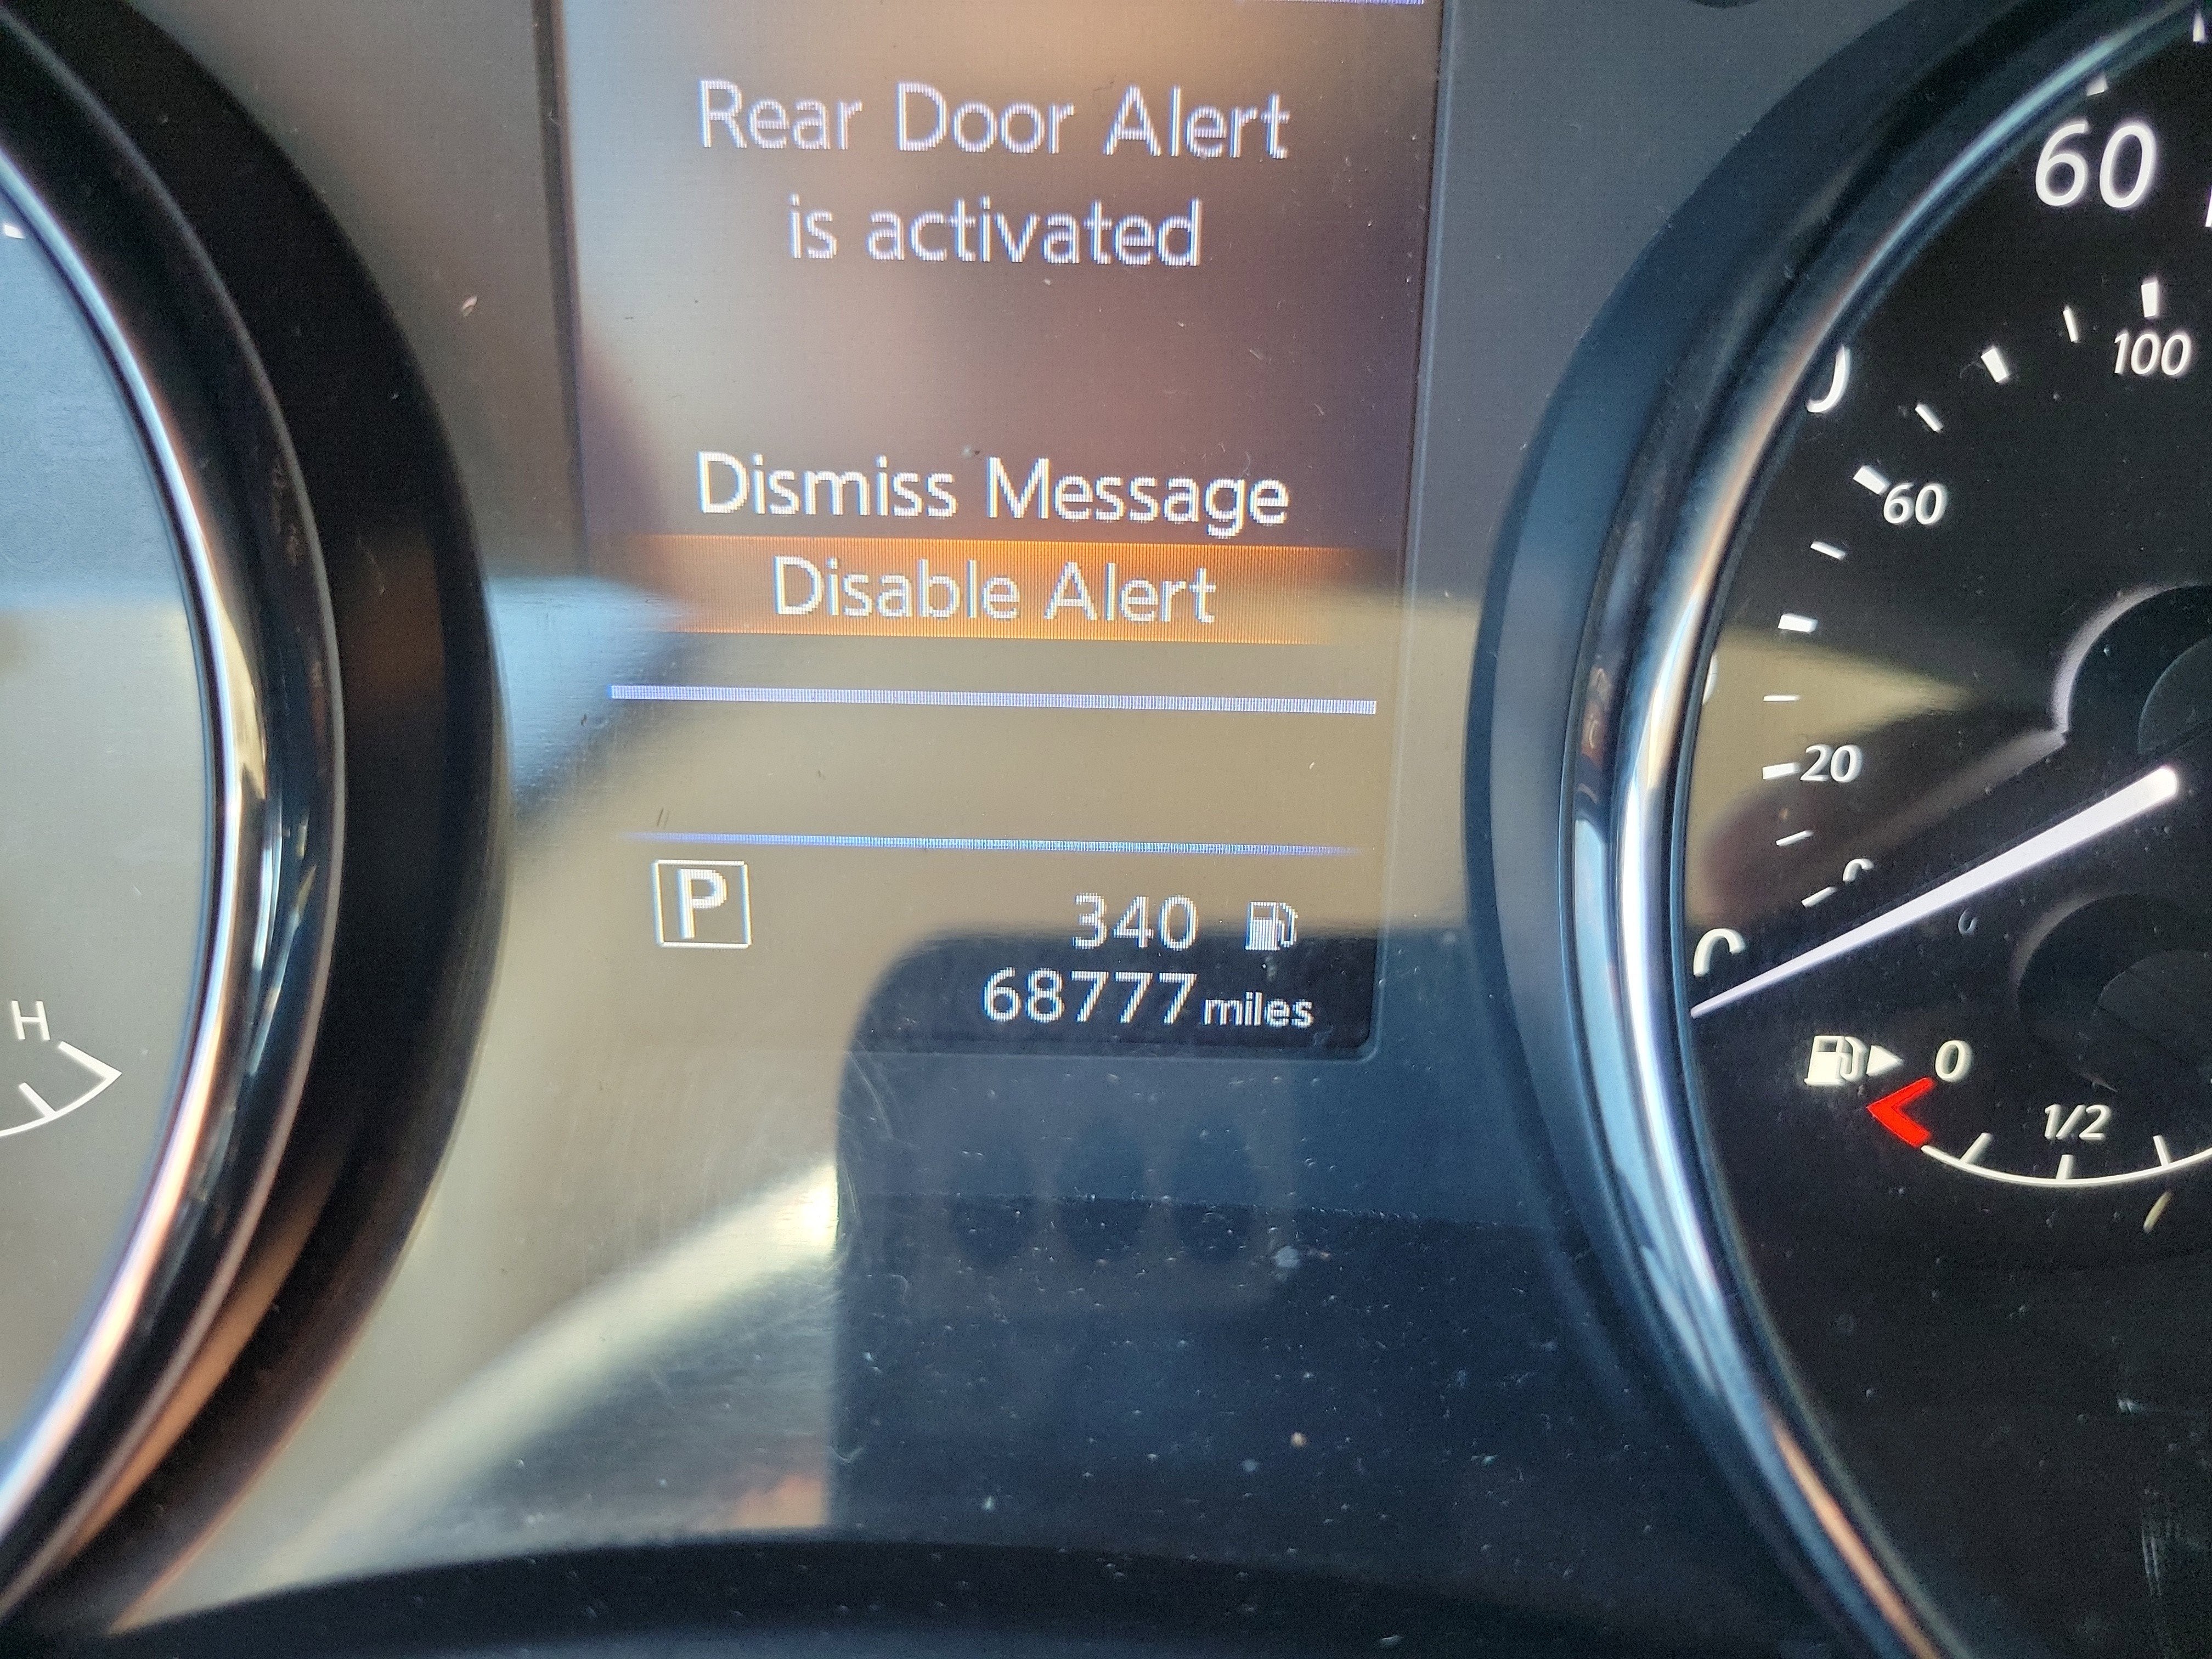 Rear Door Alert
is activated
Dismiss Message
Disable Alert
P
340
68777 miles
H
60
100
60
20
0
1/2